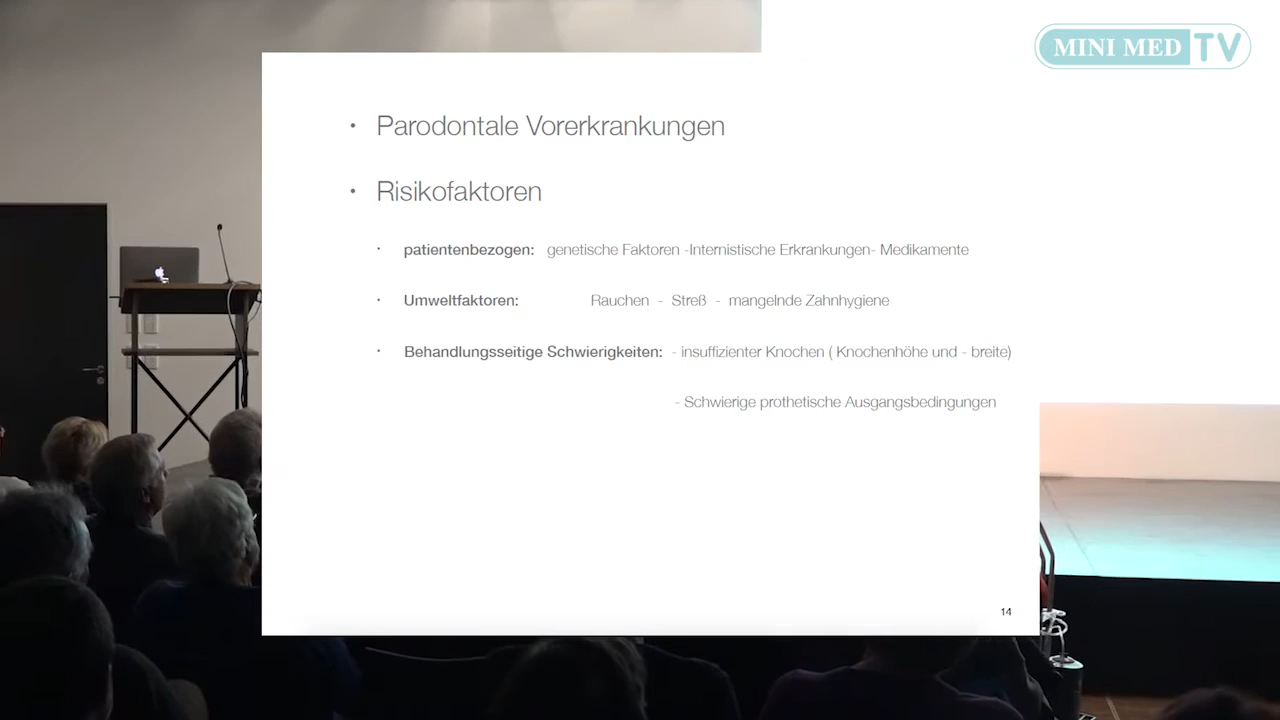 MINI MED TV
• Parodontale Vorerkrankungen
• Risikofaktoren
• patientenbezogen: genetische Faktoren -Internistische Erkrankungen- Medikamente
• Umweltfaktoren: Rauchen - Streß - mangelnde Zahnhygiene
• Behandlungsseitige Schwierigkeiten: - insuffizienter Knochen ( Knochenhöhe und - breite)
- Schwierige prothetische Ausgangsbedingungen
14